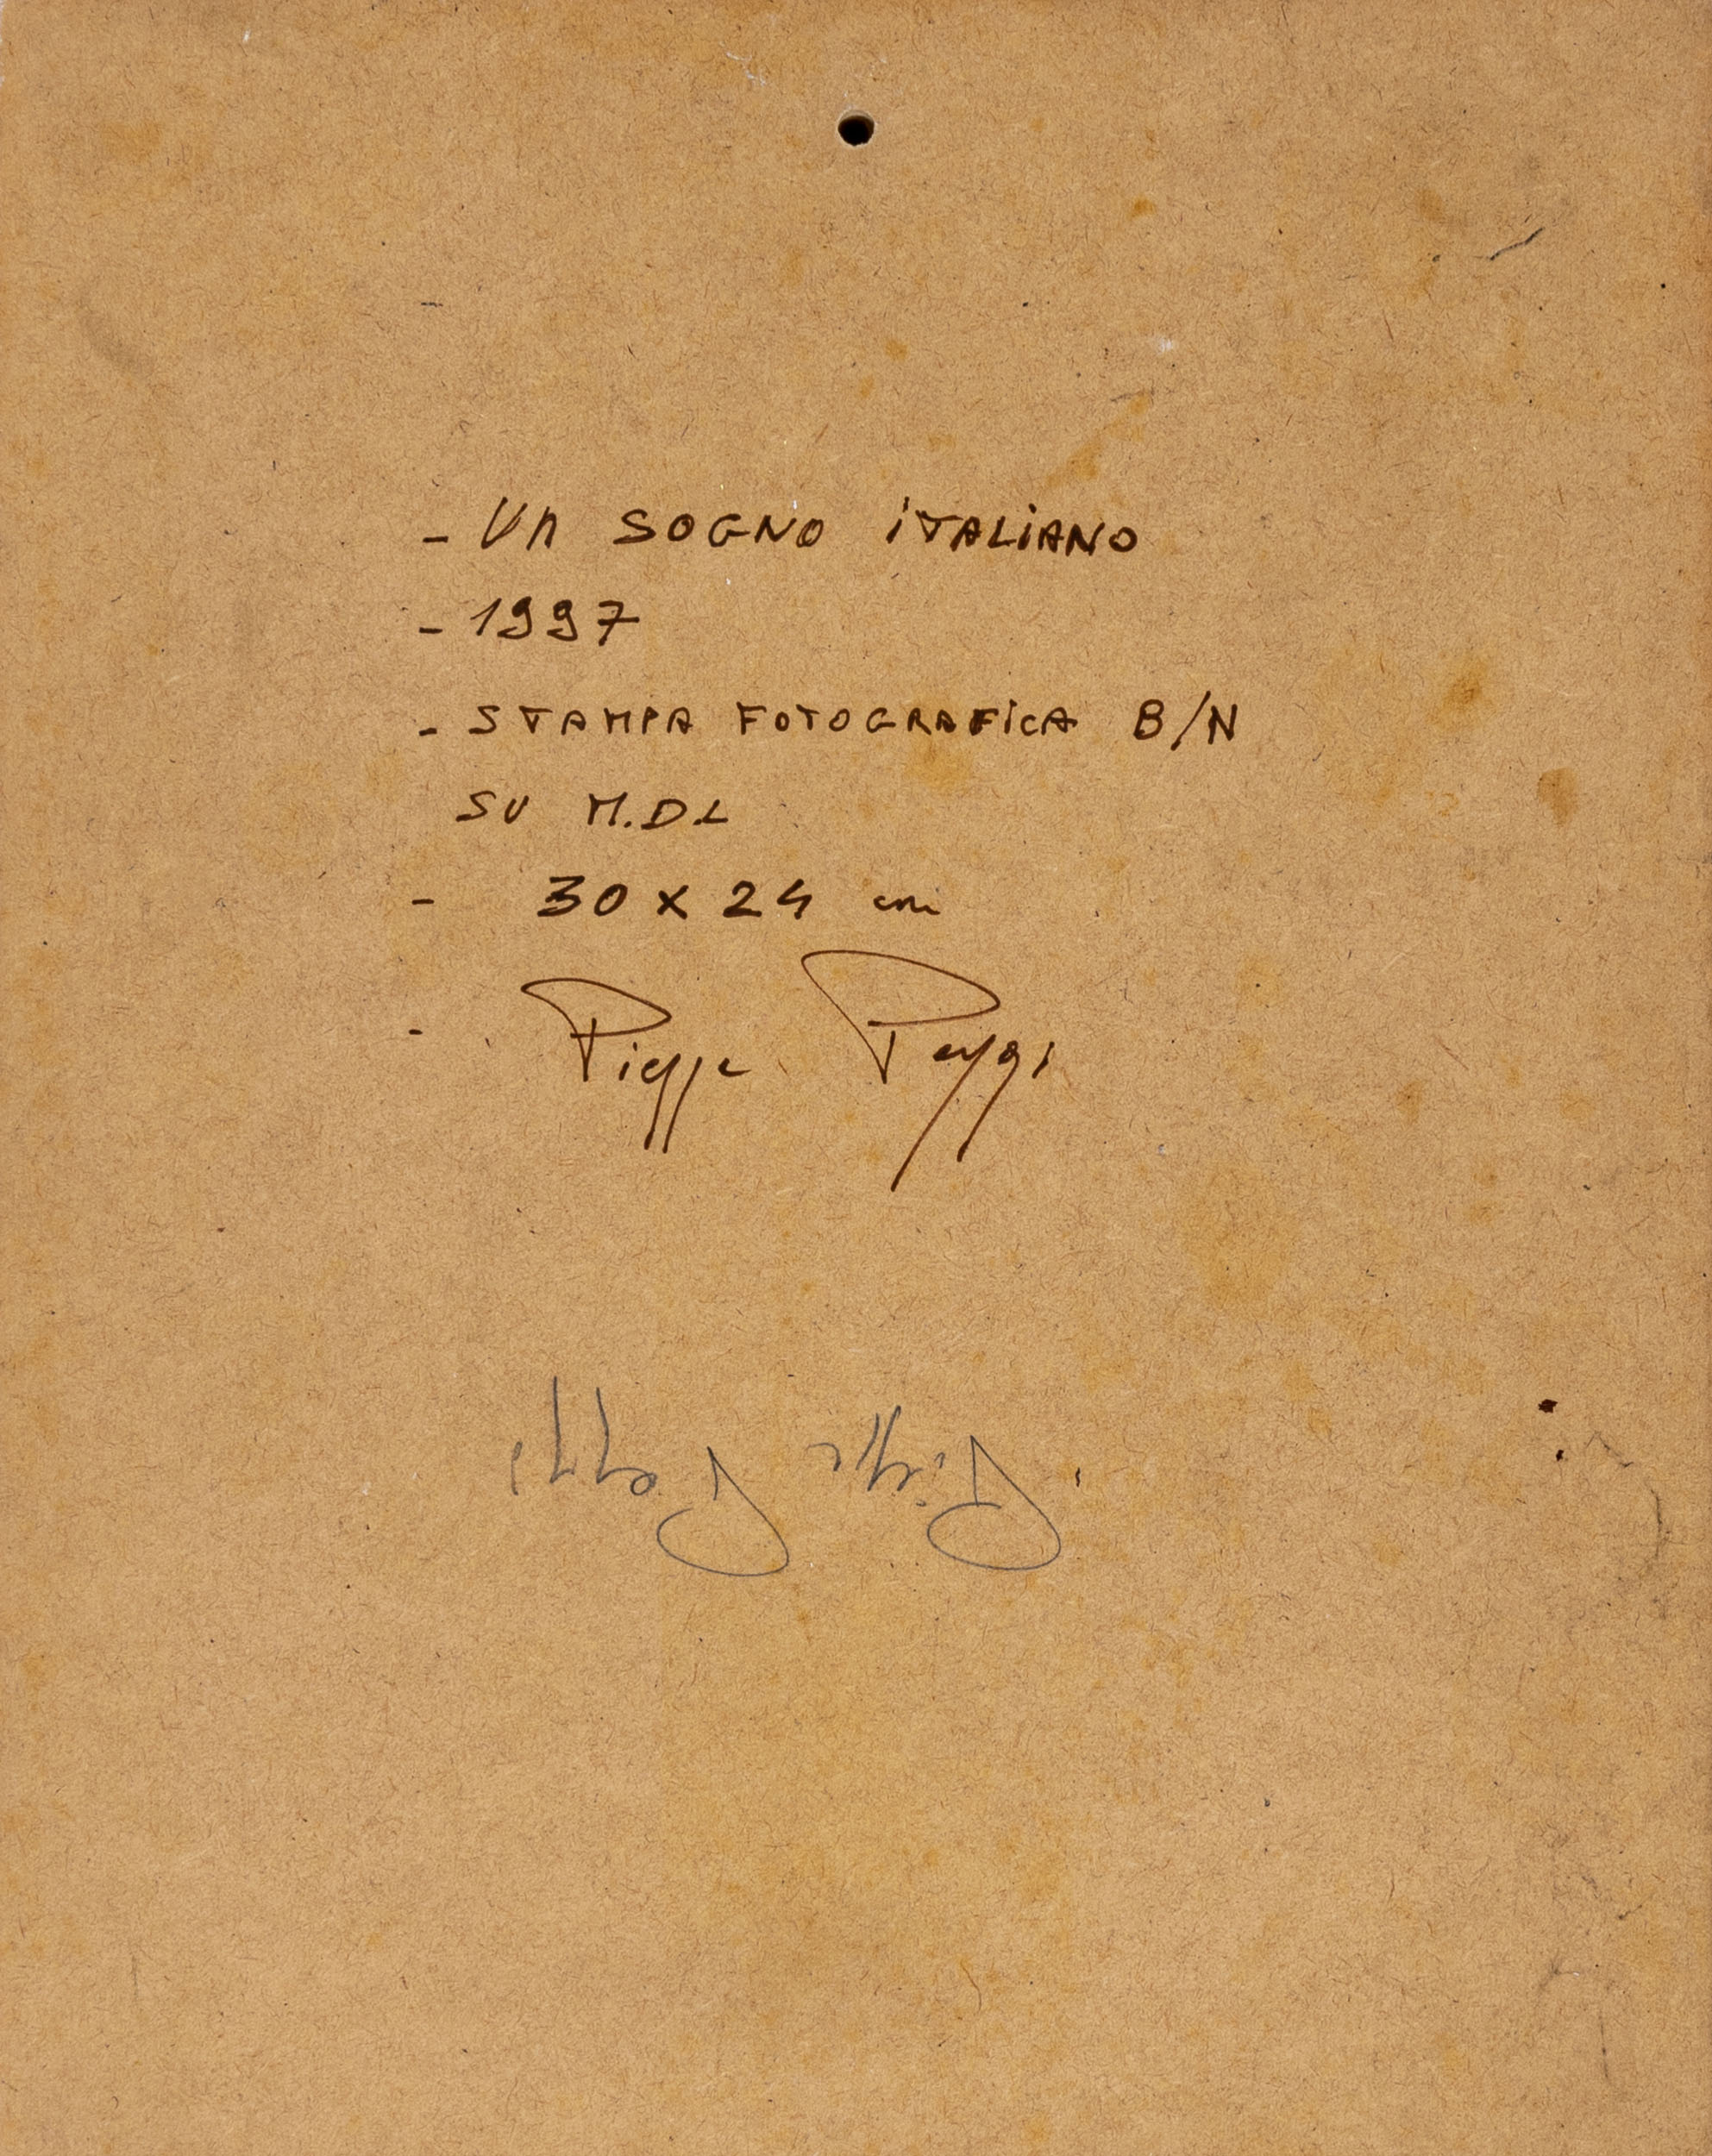 - Un SOGNO iTALiANO
- 1997
- STAMPA FOTOGRAFiCA B/N
SU M.D.L
- 30 x 24 cm
-